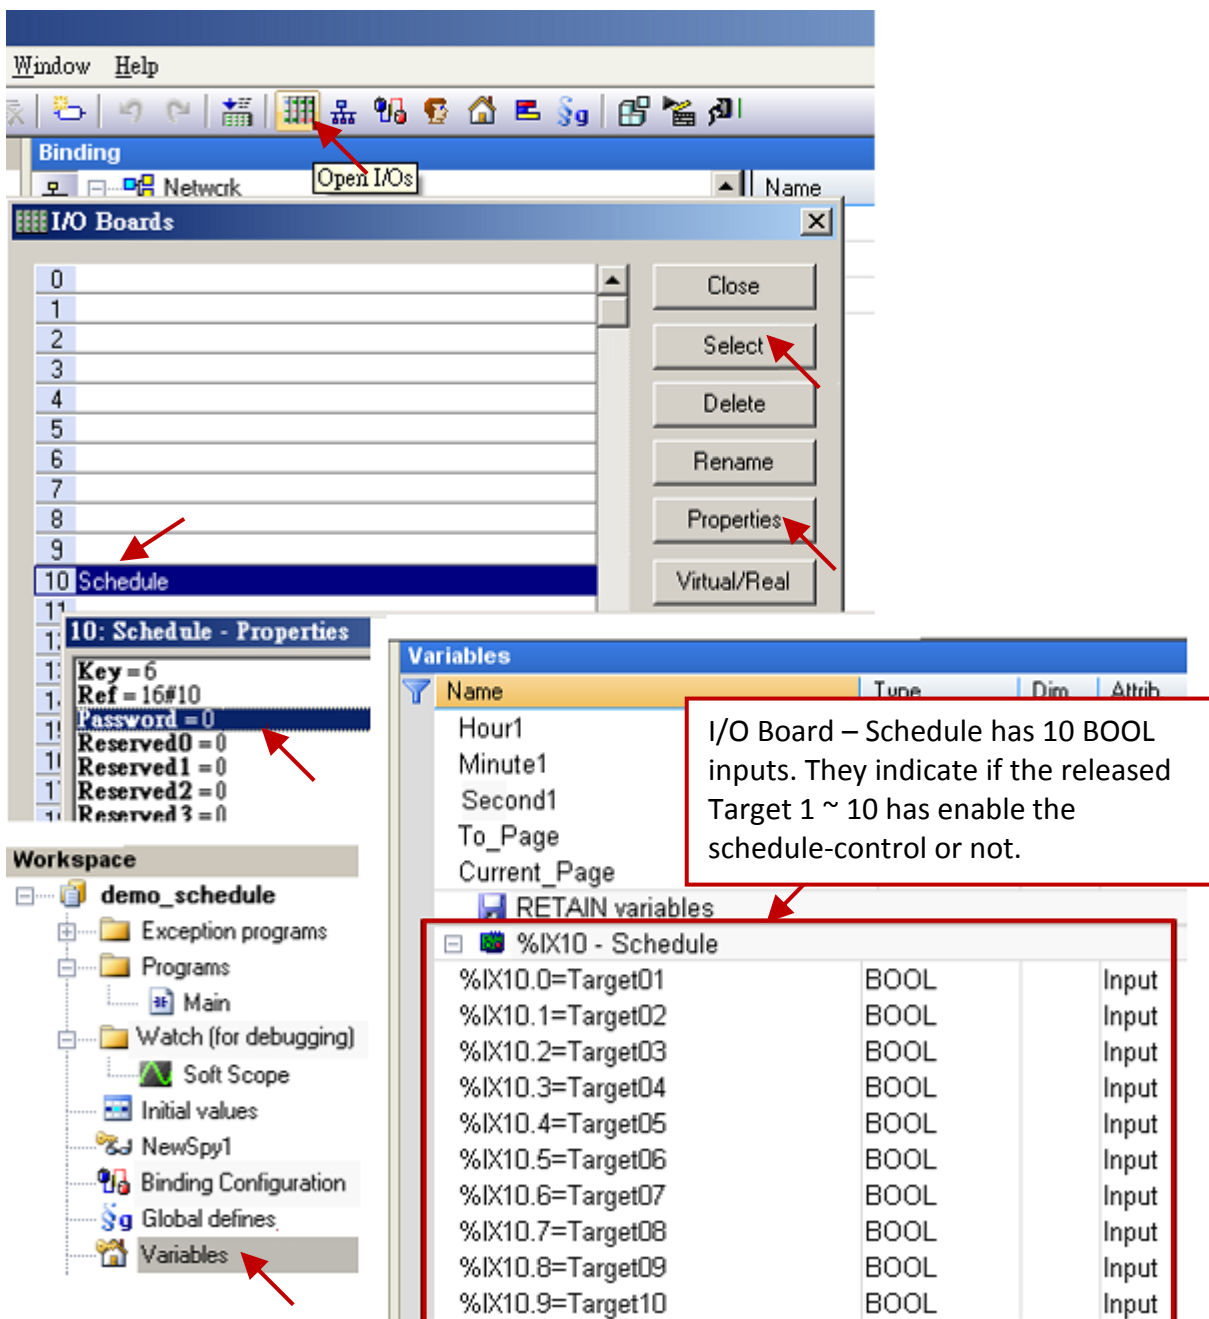 Window Help
Binding
Open I/Os
Network
Name
I/O Boards
0
1
2
3
4
5
6
7
8
9
10 Schedule
11
Close
Select
Delete
Rename
Properties
Virtual/Real
10: Schedule - Properties
Key = 6
Ref = 16#10
Password = 0
Reserved0 = 0
Reserved1 = 0
Reserved2 = 0
Reserved3 = 0
Variables
Name Type Dim Attrib
Hour1
Minute1
Second1
To_Page
Current_Page
RETAIN variables
I/O Board – Schedule has 10 BOOL
inputs. They indicate if the released
Target 1 ~ 10 has enable the
schedule-control or not.
%IX10 - Schedule
%IX10.0=Target01 BOOL Input
%IX10.1=Target02 BOOL Input
%IX10.2=Target03 BOOL Input
%IX10.3=Target04 BOOL Input
%IX10.4=Target05 BOOL Input
%IX10.5=Target06 BOOL Input
%IX10.6=Target07 BOOL Input
%IX10.7=Target08 BOOL Input
%IX10.8=Target09 BOOL Input
%IX10.9=Target10 BOOL Input
Workspace
demo_schedule
Exception programs
Programs
Main
Watch (for debugging)
Soft Scope
Initial values
NewSpy1
Binding Configuration
Global defines
Variables